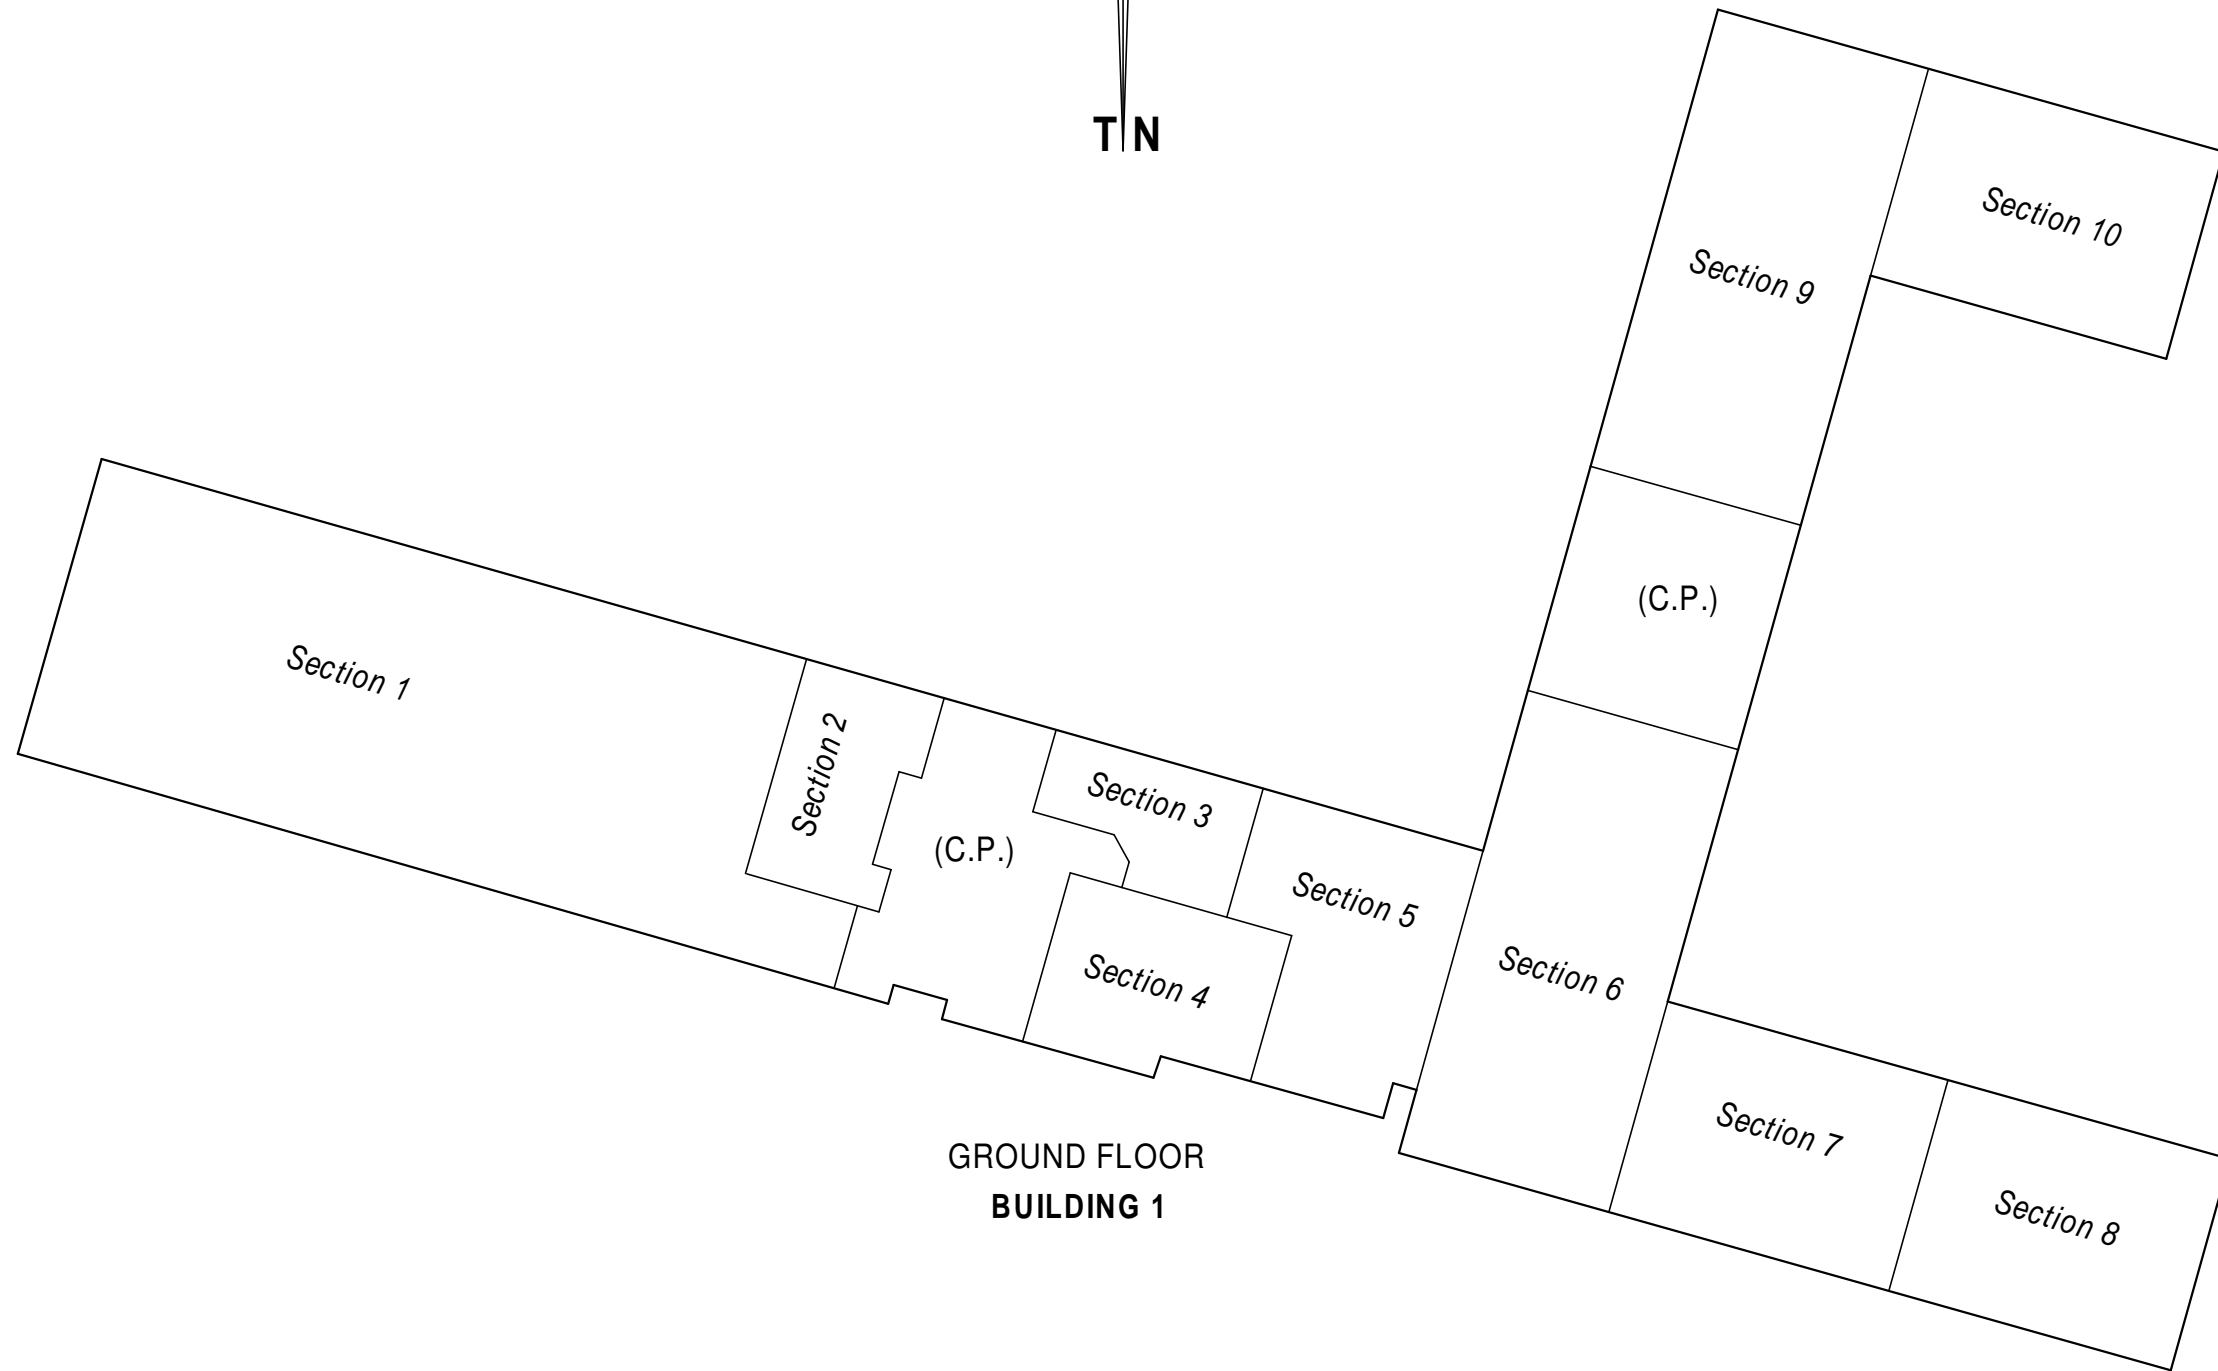 T N
Section 10
Section 9
(C.P.)
Section 1
Section 2
(C.P.)
Section 3
Section 4
Section 5
Section 6
Section 7
Section 8
GROUND FLOOR
BUILDING 1